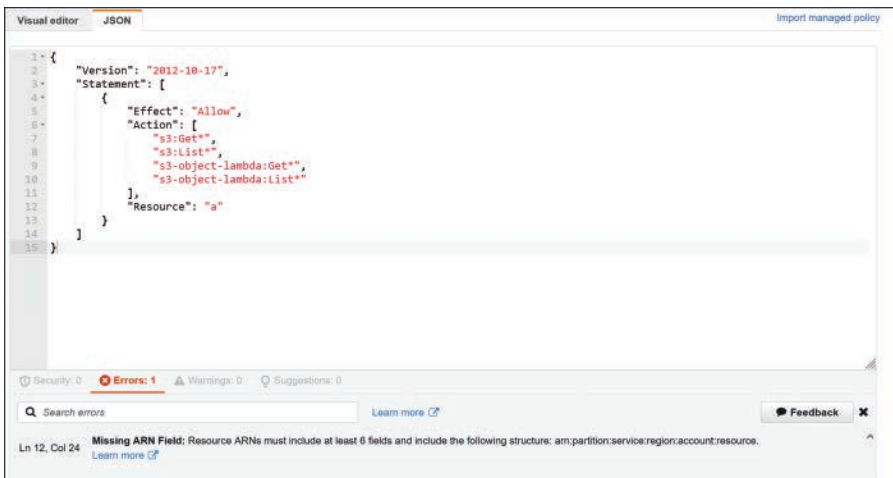 Visual editor JSON Import managed policy
1 {
2 "Version": "2012-10-17",
3 "Statement": [
4 {
5 "Effect": "Allow",
6 "Action": [
7 "s3:Get*",
8 "s3:List*",
9 "s3-object-lambda:Get*",
10 "s3-object-lambda:List*"
11 ],
12 "Resource": "a"
13 }
14 ]
15 }
Security: 0 Errors: 1 Warnings: 0 Suggestions: 0
Search errors Learn more Feedback
Ln 12, Col 24 Missing ARN Field: Resource ARNs must include at least 6 fields and include the following structure: arn:partition:service:region:account:resource.
Learn more